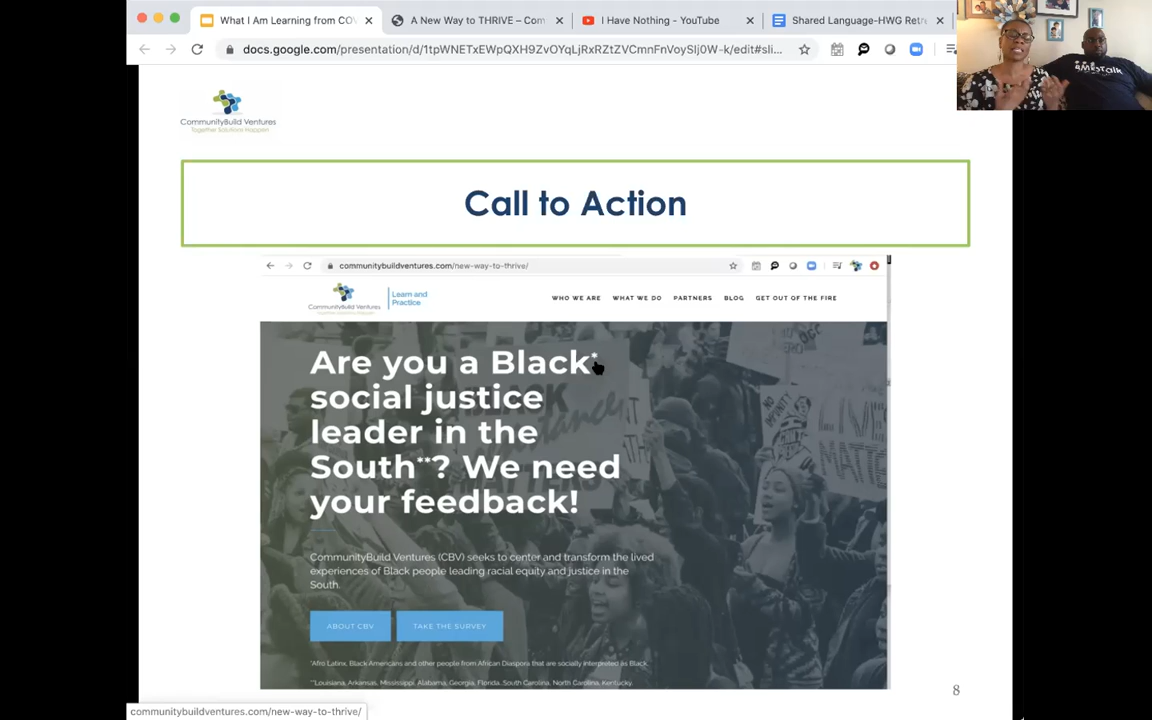 What I Am Learning from CO
A New Way to THRIVE – Com
I Have Nothing - YouTube
Shared Language-HWG Retre
docs.google.com/presentation/d/1tpWNETxEWpQXH9ZvOYqLjRxRZtZVCmnFnVoySlj0W-k/edit#sli...
CommunityBuild Ventures
Together Solutions Happen
Call to Action
communitybuildventures.com/new-way-to-thrive/
CommunityBuild Ventures
Learn and
Practice
WHO WE ARE WHAT WE DO PARTNERS BLOG GET OUT OF THE FIRE
Are you a Black*
social justice
leader in the
South**? We need
your feedback!
CommunityBuild Ventures (CBV) seeks to center and transform the lived
experiences of Black people leading racial equity and justice in the
South.
ABOUT CBV TAKE THE SURVEY
*Afro Latinx, Black Americans and other people from African Diaspora that are socially interpreted as Black.
**Louisiana, Arkansas, Mississippi, Alabama, Georgia, Florida, South Carolina, North Carolina, Kentucky.
8
communitybuildventures.com/new-way-to-thrive/